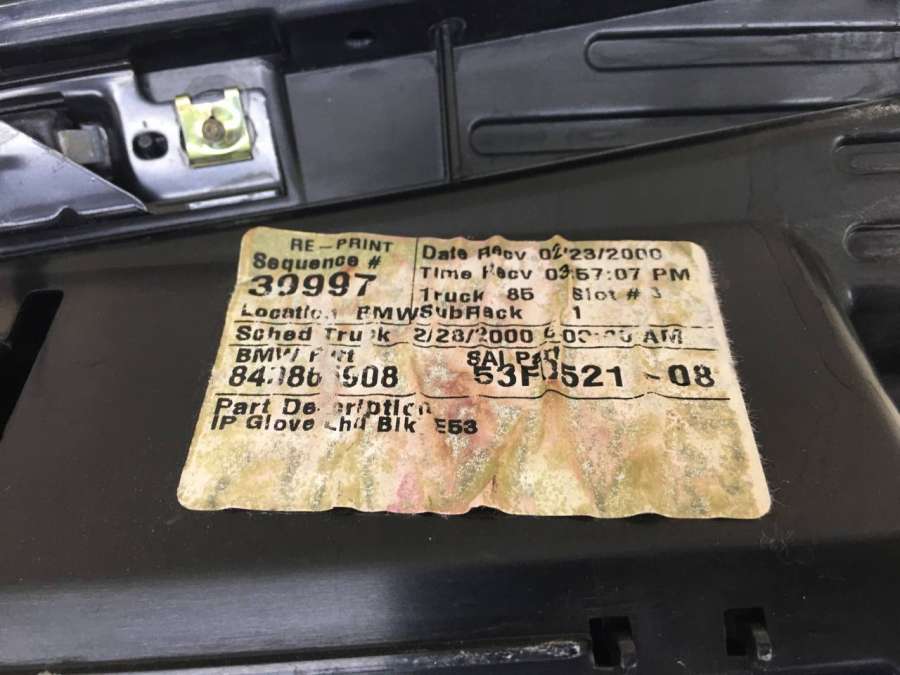 RE-PRINT
Sequence #
39997
Location BMW
Date Recv 02/23/2000
Time Recv 03:57:07 PM
Truck 85 Slot # 3
SubRack 1
Sched Truck 2/28/2000 AM
BMW Part
SAI Part
-08
Part Description
IP Glove Lhd Blk E53